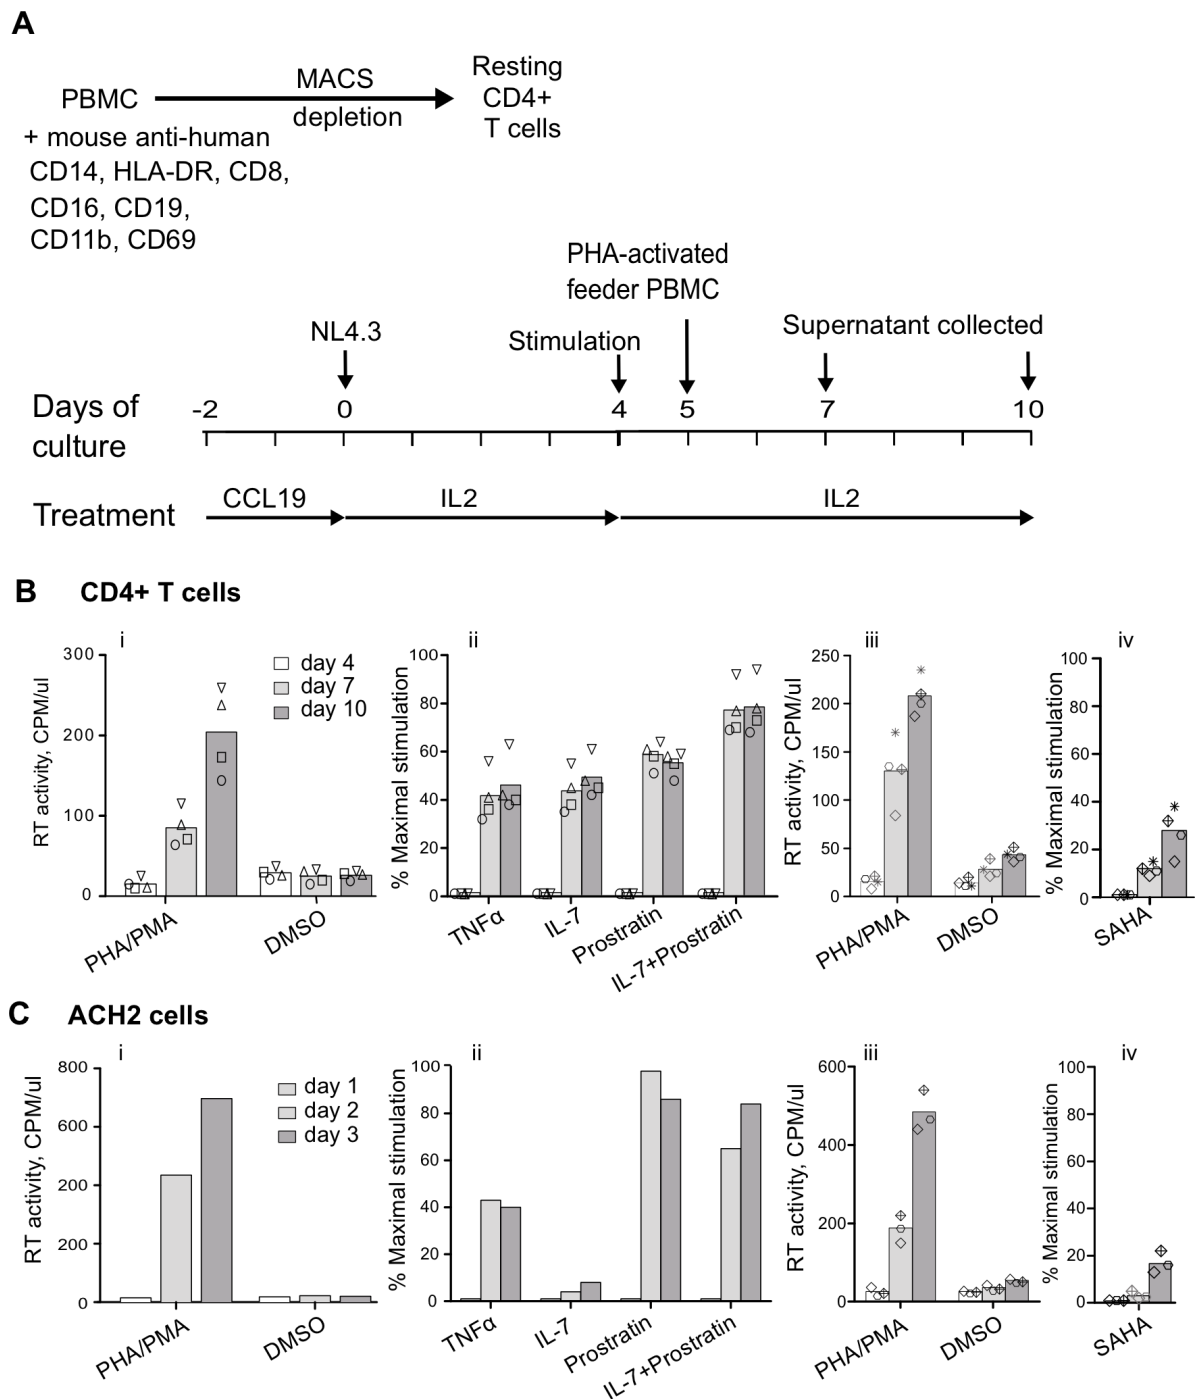 A
PBMC
MACS
depletion
Resting
CD4+
T cells
+ mouse anti-human
CD14, HLA-DR, CD8,
CD16, CD19,
CD11b, CD69
PHA-activated
feeder PBMC
NL4.3
Stimulation
Supernatant collected
Days of
culture
-2 0 4 5 7 10
Treatment
CCL19 IL2 IL2
B CD4+ T cells
i
RT activity, CPM/ul
300
200
100
0
day 4
day 7
day 10
PHA/PMA
DMSO
ii
% Maximal stimulation
100
80
60
40
20
0
TNFα
IL-7
Prostratin
IL-7+Prostratin
iii
RT activity, CPM/ul
250
200
150
100
50
0
PHA/PMA
DMSO
iv
% Maximal stimulation
100
80
60
40
20
0
SAHA
C ACH2 cells
i
RT activity, CPM/ul
800
600
200
200
0
day 1
day 2
day 3
PHA/PMA
DMSO
ii
% Maximal stimulation
100
80
60
40
20
0
TNFα
IL-7
Prostratin
IL-7+Prostratin
iii
RT activity, CPM/ul
600
400
200
0
PHA/PMA
DMSO
iv
% Maximal stimulation
100
80
60
40
20
0
SAHA